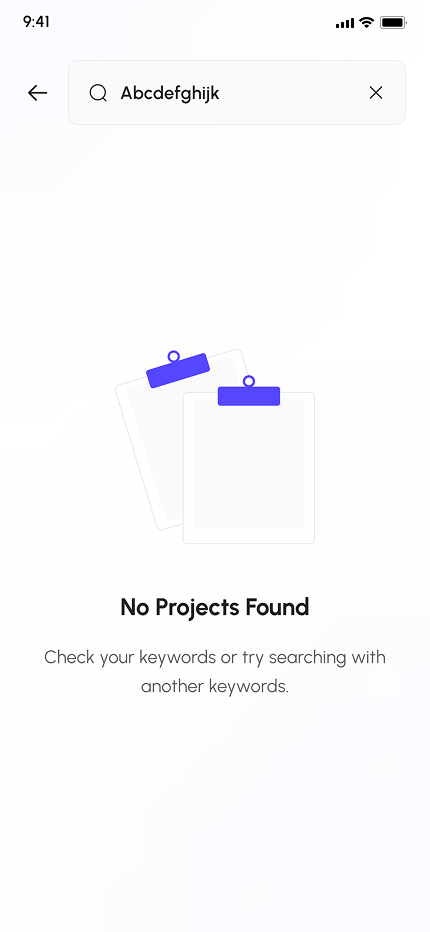 9:41
Abcdefghijk
No Projects Found
Check your keywords or try searching with
another keywords.